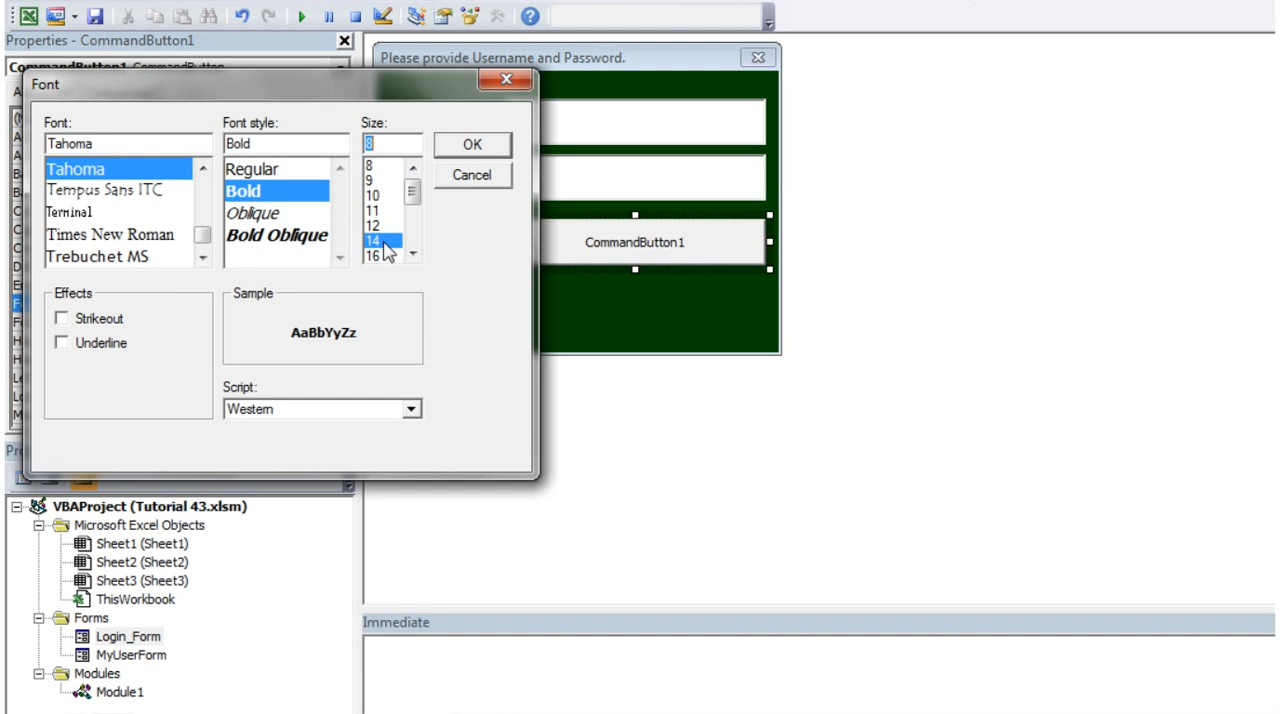 Properties - CommandButton1
CommandButton1 CommandButton
Please provide Username and Password.
Font
Font:
Font style:
Size:
Tahoma
Bold
8
OK
Cancel
Tahoma
Tempus Sans ITC
Terminal
Times New Roman
Trebuchet MS
Regular
Bold
Oblique
Bold Oblique
8
9
10
11
12
14
16
CommandButton1
Effects
Strikeout
Underline
Sample
AaBbYyZz
Script:
Western
VBAProject (Tutorial 43.xlsm)
Microsoft Excel Objects
Sheet1 (Sheet1)
Sheet2 (Sheet2)
Sheet3 (Sheet3)
ThisWorkbook
Forms
Login_Form
MyUserForm
Modules
Module1
Immediate